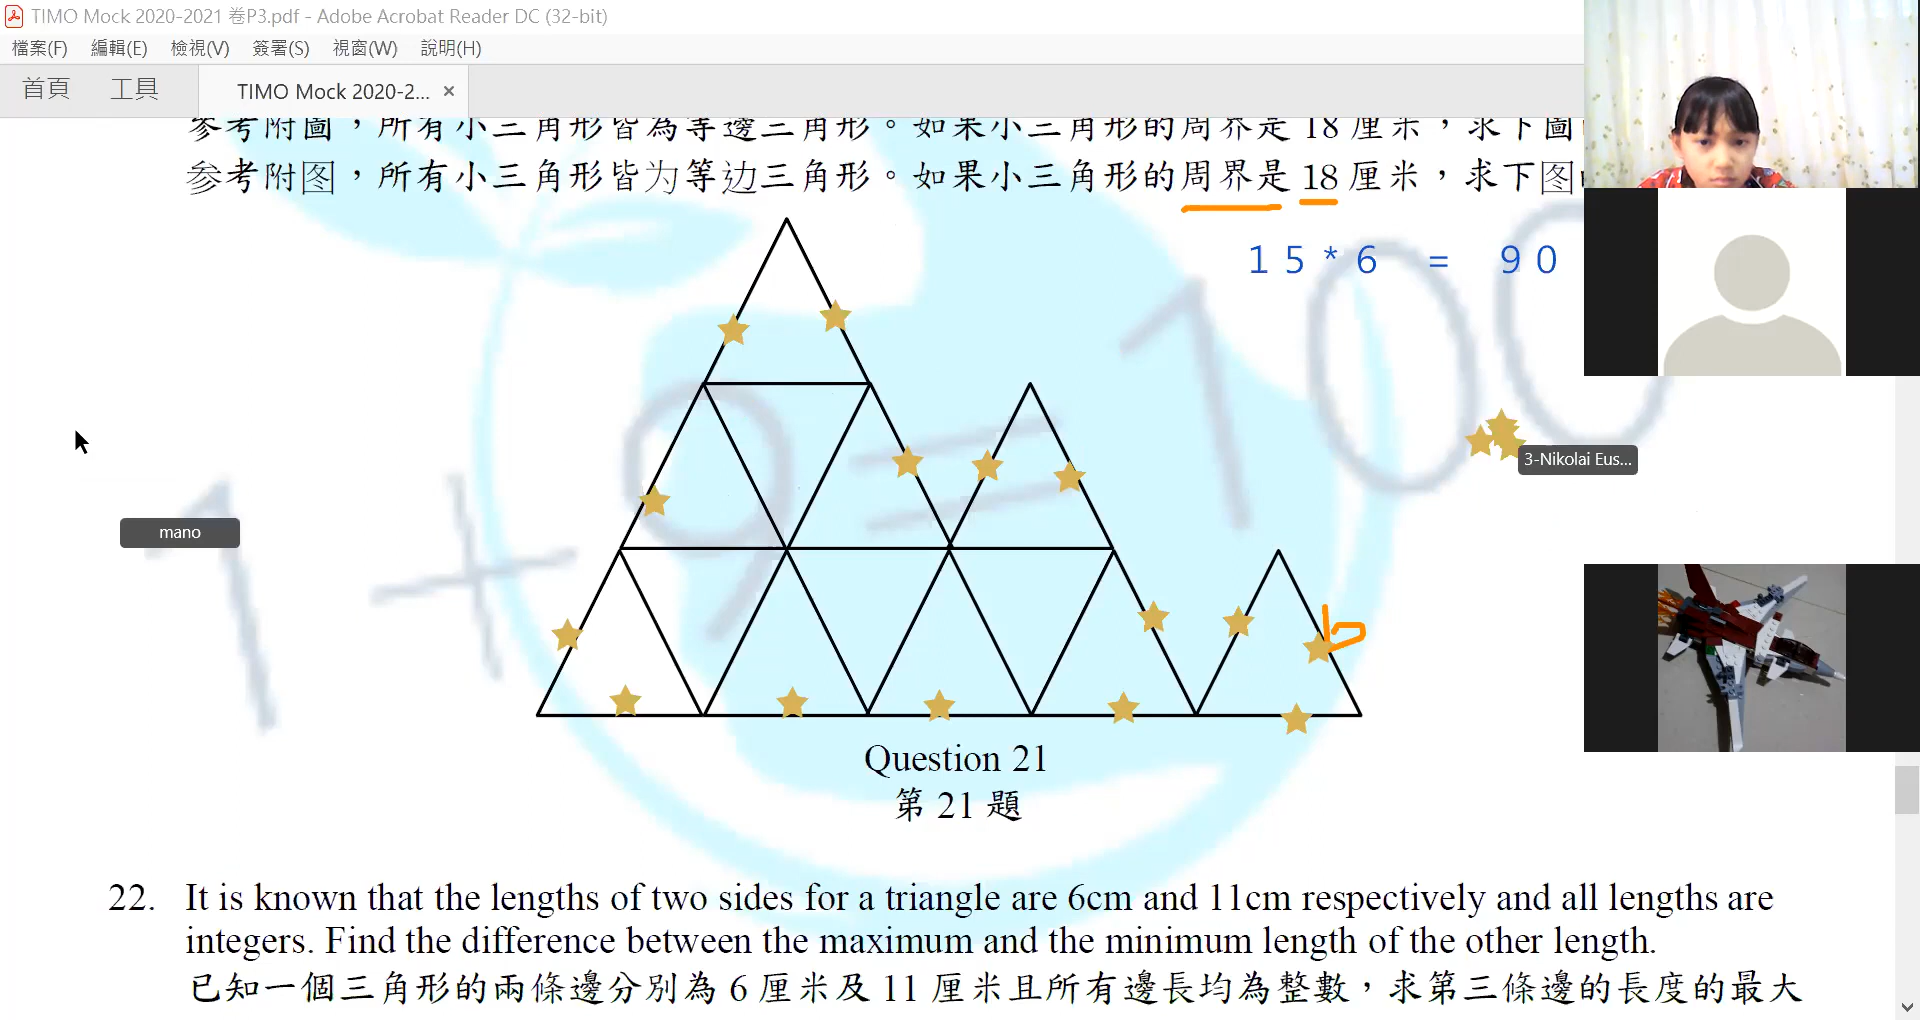 TIMO Mock 2020-2021 卷P3.pdf - Adobe Acrobat Reader DC (32-bit)
檔案(F) 編輯(E) 檢視(V) 簽署(S) 視窗(W) 說明(H)
首頁 工具 TIMO Mock 2020-2... ×
參考附圖，所有小三角形皆為等邊三角形。如果小三角形的周界是 18 厘米，求下圖
参考附图，所有小三角形皆为等边三角形。如果小三角形的周界是 18 厘米，求下图
15*6 = 90
1+9=100
3-Nikolai Eus...
mano
b
Question 21
第 21 題
22. It is known that the lengths of two sides for a triangle are 6cm and 11cm respectively and all lengths are
integers. Find the difference between the maximum and the minimum length of the other length.
已知一個三角形的兩條邊分別為 6 厘米及 11 厘米且所有邊長均為整數，求第三條邊的長度的最大